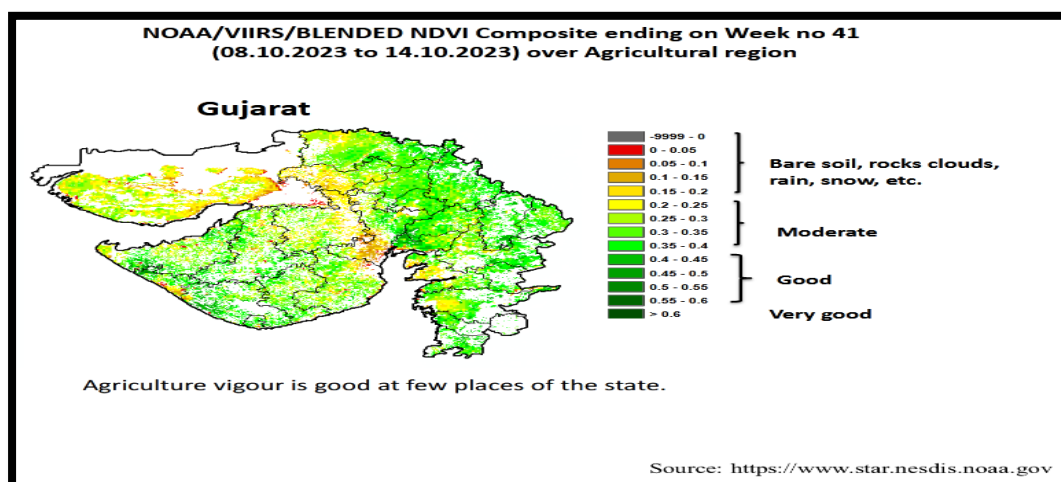 NOAA/VIIRS/BLENDED NDVI Composite ending on Week no 41
(08.10.2023 to 14.10.2023) over Agricultural region
Gujarat
-9999 - 0
0 - 0.05
0.05 - 0.1
0.1 - 0.15
0.15 - 0.2
0.2 - 0.25
0.25 - 0.3
0.3 - 0.35
0.35 - 0.4
0.4 - 0.45
0.45 - 0.5
0.5 - 0.55
0.55 - 0.6
> 0.6
Bare soil, rocks clouds,
rain, snow, etc.
Moderate
Good
Very good
Agriculture vigour is good at few places of the state.
Source: https://www.star.nesdis.noaa.gov